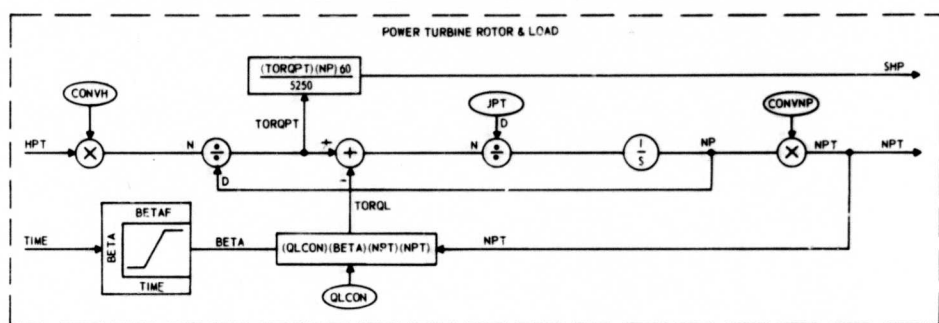 POWER TURBINE ROTOR & LOAD
(TORQPT)(NP)60
5250
SHP
CONVH
TORQPT
JPT
D
CONVNP
HPT
×
N
÷
+
+
N
÷
1
S
NP
×
NPT
NPT
D
-
TORQL
BETAF
TIME
BETA
BETA
(QLCON)(BETA)(NPT)(NPT)
NPT
TIME
QLCON